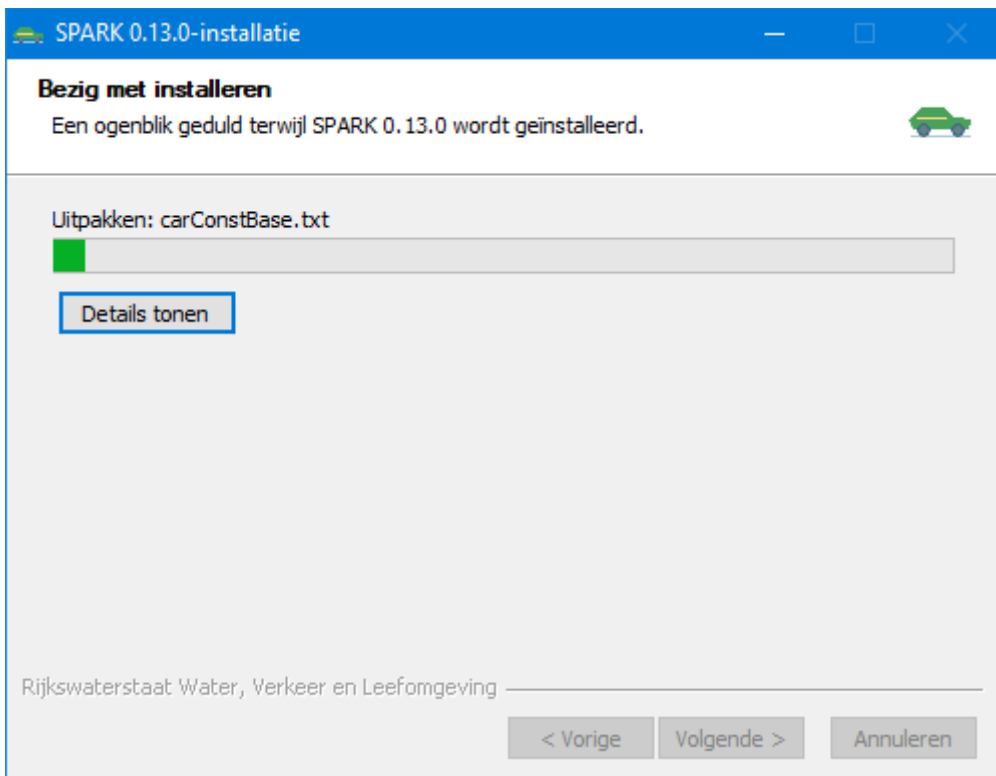 SPARK 0.13.0-installatie
Bezig met installeren
Een ogenblik geduld terwijl SPARK 0.13.0 wordt geïnstalleerd.
Uitpakken: carConstBase.txt
Details tonen
Rijkswaterstaat Water, Verkeer en Leefomgeving
< Vorige
Volgende >
Annuleren